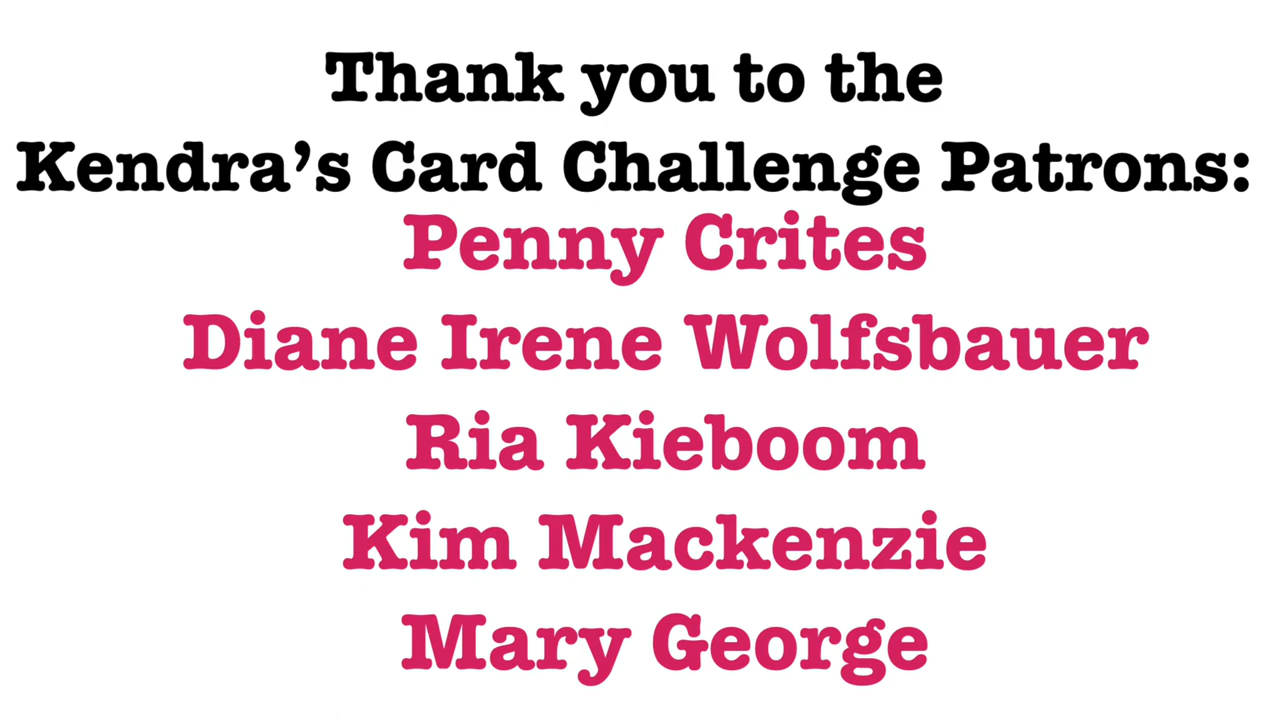 Thank you to the
Kendra’s Card Challenge Patrons:
Penny Crites
Diane Irene Wolfsbauer
Ria Kieboom
Kim Mackenzie
Mary George